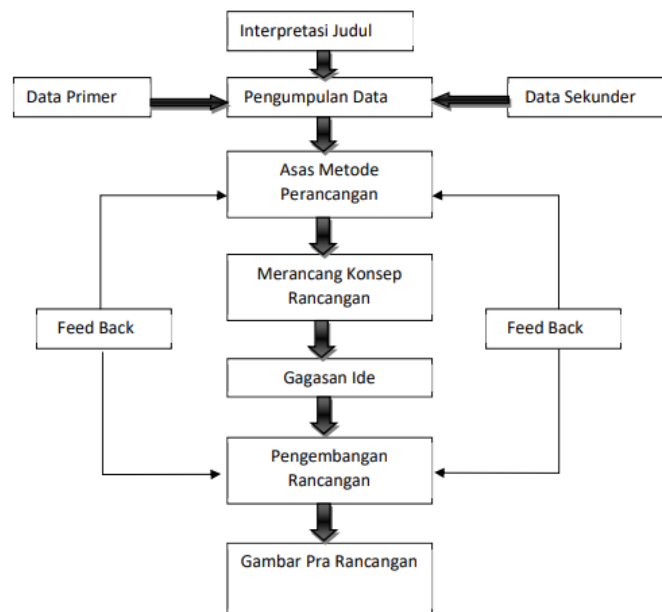 Interpretasi Judul
Data Primer
Pengumpulan Data
Data Sekunder
Asas Metode
Perancangan
Merancang Konsep
Rancangan
Feed Back
Feed Back
Gagasan Ide
Pengembangan
Rancangan
Gambar Pra Rancangan